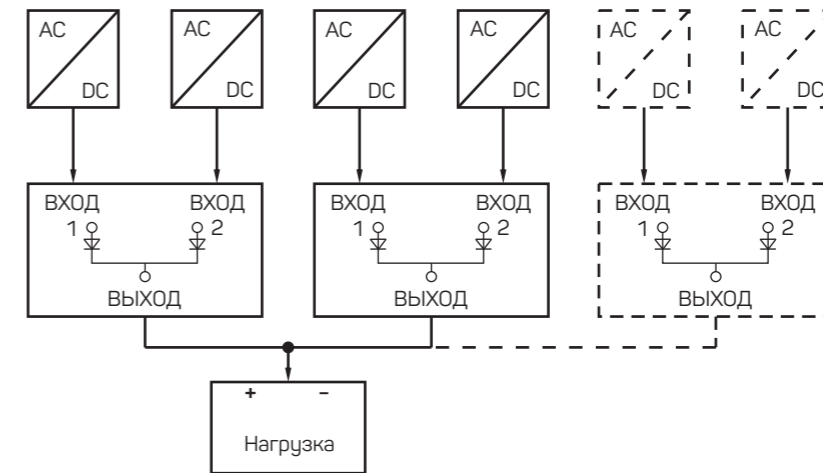 AC AC AC AC AC AC
DC DC DC DC DC DC
ВХОД ВХОД ВХОД ВХОД ВХОД ВХОД
1 2 1 2 1 2
ВЫХОД ВЫХОД ВЫХОД
+ –
Нагрузка